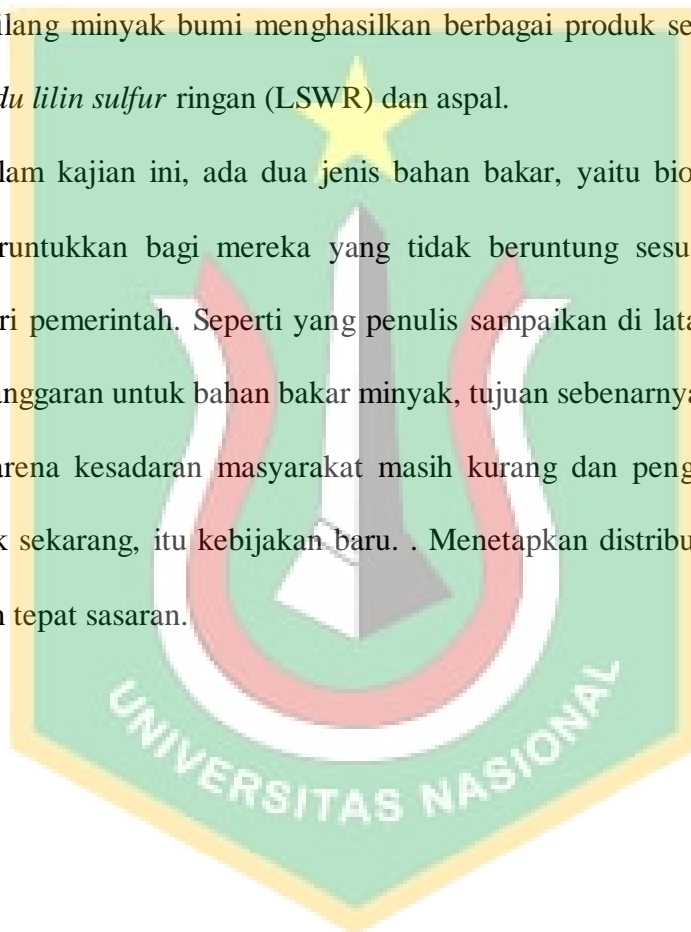 ilang minyak bumi menghasilkan berbagai produk se
du lilin sulfur ringan (LSWR) dan aspal.
lam kajian ini, ada dua jenis bahan bakar, yaitu bio
runtukkan bagi mereka yang tidak beruntung sesu
ri pemerintah. Seperti yang penulis sampaikan di lata
anggaran untuk bahan bakar minyak, tujuan sebenarnya
arena kesadaran masyarakat masih kurang dan peng
k sekarang, itu kebijakan baru. . Menetapkan distribu
n tepat sasaran.
UNIVERSITAS NASIONAL